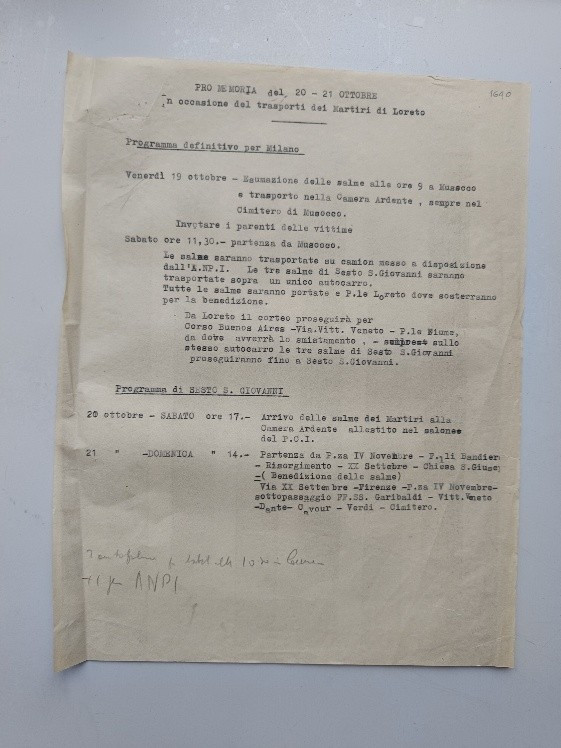 1640
PRO MEMORIA del 20 - 21 OTTOBRE
in occasione del trasporti dei Martiri di Loreto
Programma definitivo per Milano
Venerdì 19 ottobre - Esumazione delle salme alle ore 9 a Musocco
e trasporto nella Camera Ardente , sempre nel
Cimitero di Musocco.
Invitare i parenti delle vittime
Sabato ore 11,30.- partenza da Musocco.
Le salme saranno trasportate su camion messo a disposizione
dall'A.NP.I. Le tre salme di Sesto S.Giovanni saranno
trasportate sopra un unico autocarro.
Tutte le salme saranno portate e P.le Loreto dove sosteranno
per la benedizione.
Da Loreto il corteo proseguirà per
Corso Buenos Aires -Via.Vitt. Veneto - P.le Fiume,
da dove avverrà lo smistamento , - sullo
stesso autocarro le tre salme di Sesto S.Giovanni
proseguiranno fino a Sesto S.Giovanni.
Programma di SESTO S. GIOVANNI
20 ottobre - SABATO ore 17.- Arrivo delle salme dei Martiri alla
Camera Ardente allestito nel salones
del P.C.I.
21 " -DOMENICA " 14.- Partenza da P.za IV Novembre - F.lli Bandier
- Risorgimento - XX Settebre - Chiesa S.Giusep
-( Benedizione delle salme)
Via XX Settembre -Firenze -P.za IV Novembre-
sottopassaggio FF.SS. Garibaldi - Vitt.Veneto
-Dante- Cavour - Verdi - Cimitero.
ANPI